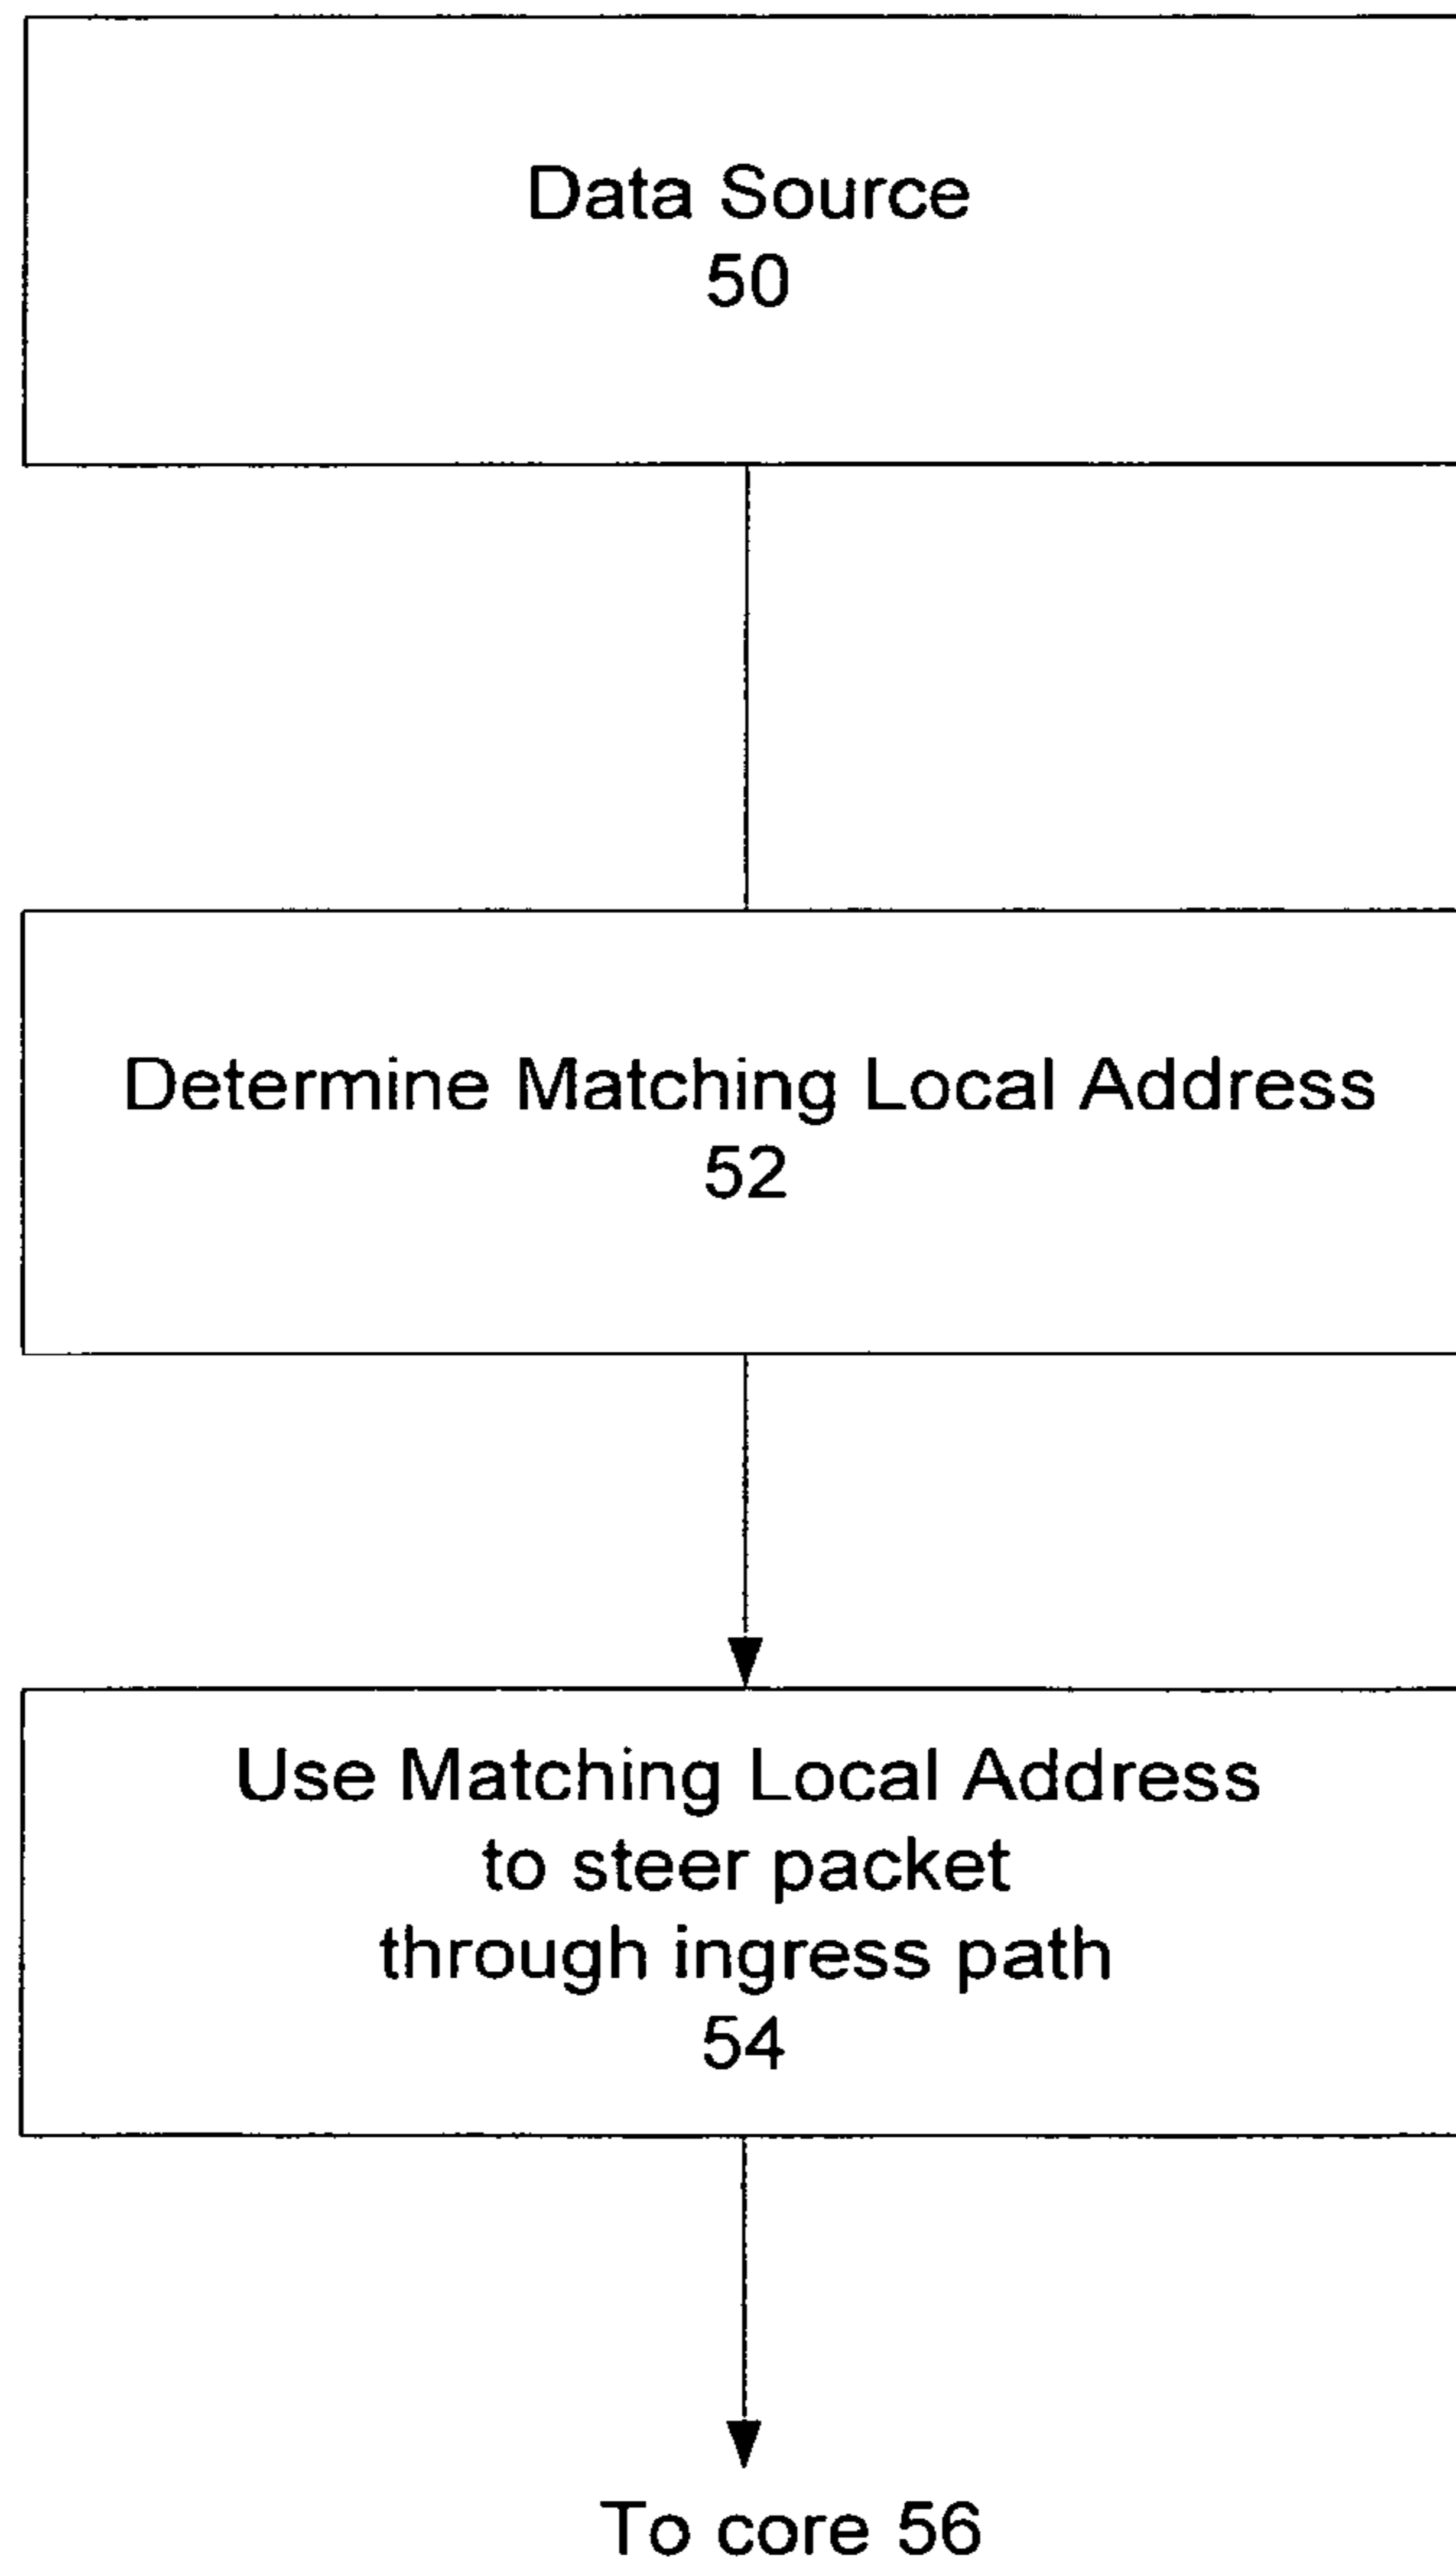 Data Source
50
Determine Matching Local Address
52
Use Matching Local Address
to steer packet
through ingress path
54
To core 56